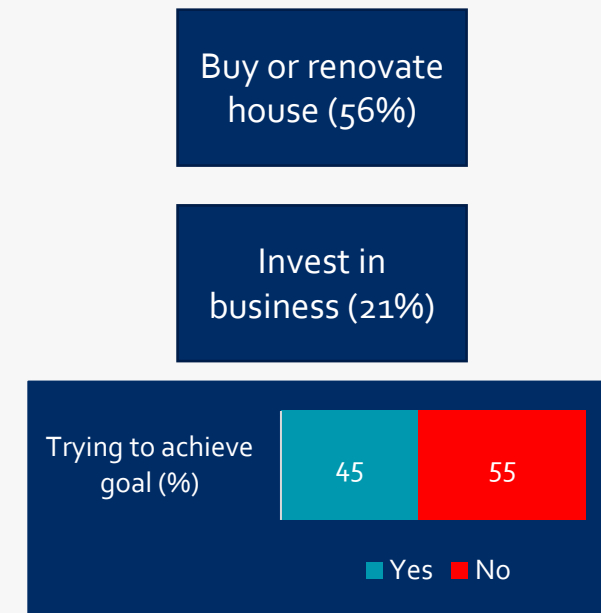 Buy or renovate
house (56%)
Invest in
business (21%)
Trying to achieve
goal (%)
45
55
Yes
No